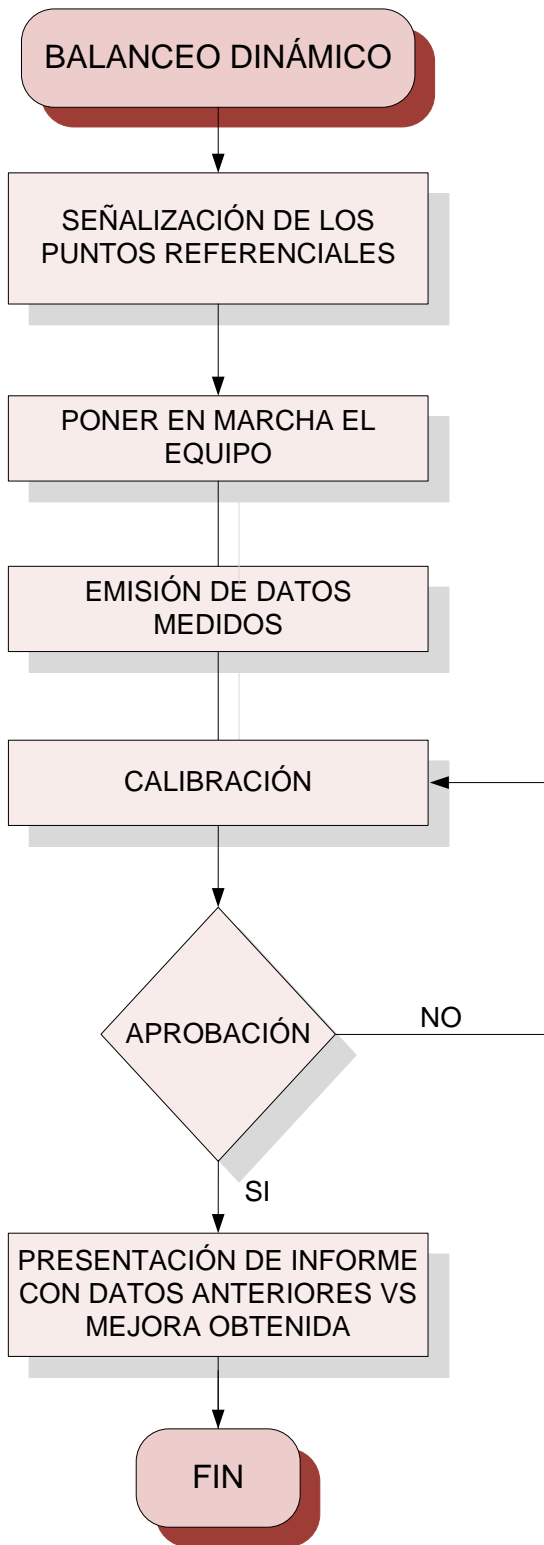 BALANCEO DINÁMICO
SEÑALIZACIÓN DE LOS
PUNTOS REFERENCIALES
PONER EN MARCHA EL
EQUIPO
EMISIÓN DE DATOS
MEDIDOS
CALIBRACIÓN
APROBACIÓN
NO
SI
PRESENTACIÓN DE INFORME
CON DATOS ANTERIORES VS
MEJORA OBTENIDA
FIN